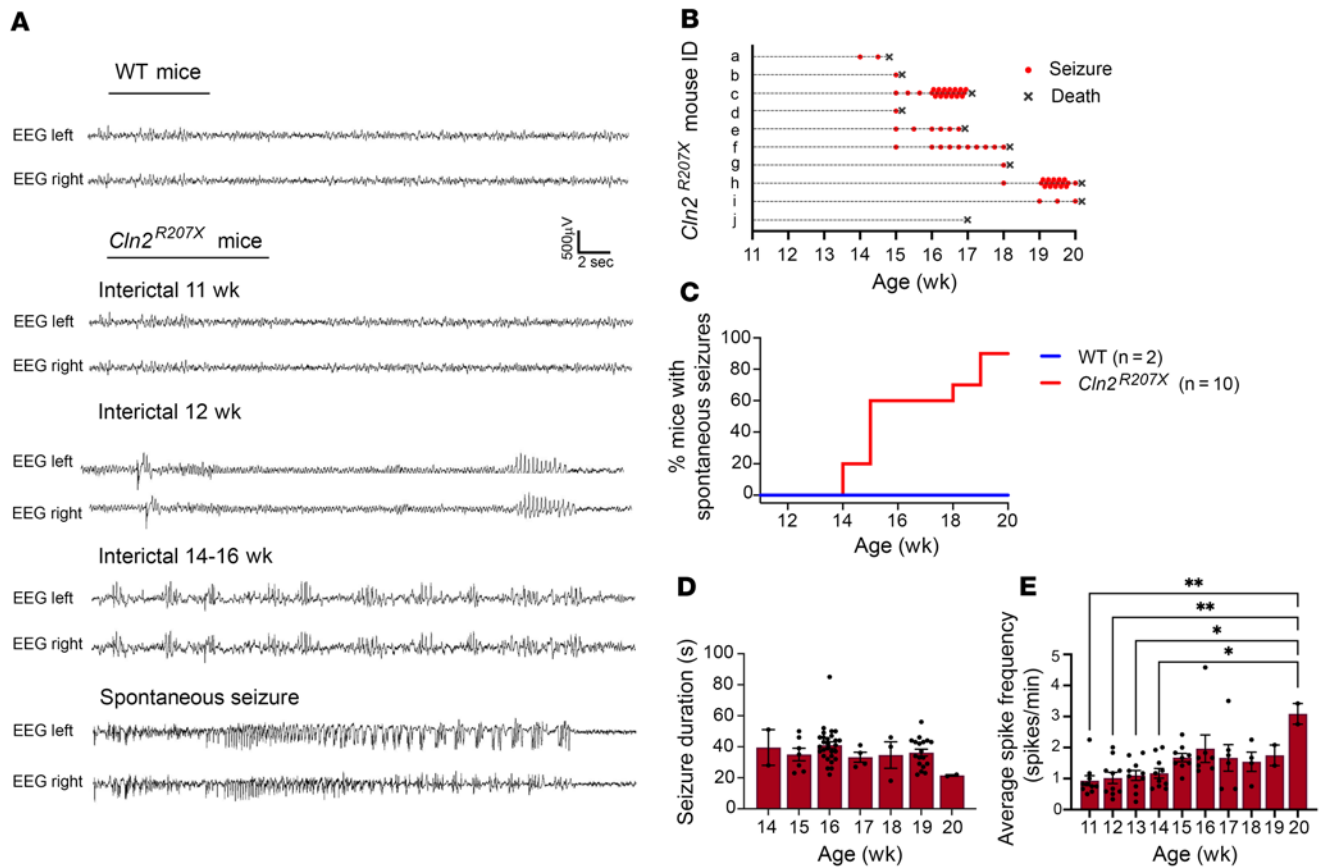 A
WT mice
EEG left
EEG right
Cln2 R207X mice
500µV
2 sec
Interictal 11 wk
EEG left
EEG right
Interictal 12 wk
EEG left
EEG right
Interictal 14-16 wk
EEG left
EEG right
Spontaneous seizure
EEG left
EEG right
B
Cln2 R207X mouse ID
a
b
c
d
e
f
g
h
i
j
Seizure
Death
11 12 13 14 15 16 17 18 19 20
Age (wk)
C
% mice with
spontaneous seizures
100
80
60
40
20
0
12 14 16 18 20
Age (wk)
WT (n = 2)
Cln2 R207X (n = 10)
D
Seizure duration (s)
100
80
60
40
20
0
14 15 16 17 18 19 20
Age (wk)
E
**
**
*
*
Average spike frequency
(spikes/min)
5
4
3
2
1
0
11 12 13 14 15 16 17 18 19 20
Age (wk)